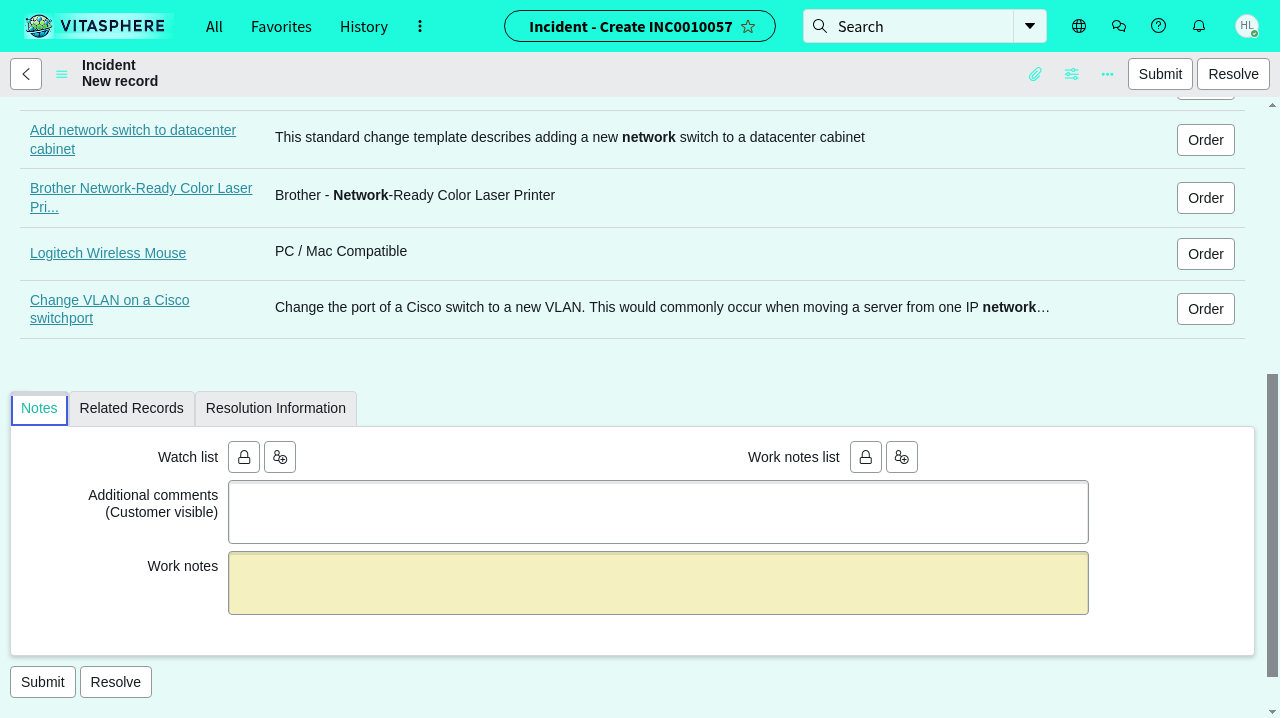 VITASPHERE
All
Favorites
History
Incident - Create INC0010057
Search
HL
Incident
New record
Submit
Resolve
Add network switch to datacenter
cabinet
This standard change template describes adding a new network switch to a datacenter cabinet
Order
Brother Network-Ready Color Laser
Pri...
Brother - Network-Ready Color Laser Printer
Order
Logitech Wireless Mouse
PC / Mac Compatible
Order
Change VLAN on a Cisco
switchport
Change the port of a Cisco switch to a new VLAN. This would commonly occur when moving a server from one IP network…
Order
Notes
Related Records
Resolution Information
Watch list
Work notes list
Additional comments
(Customer visible)
Work notes
Submit
Resolve